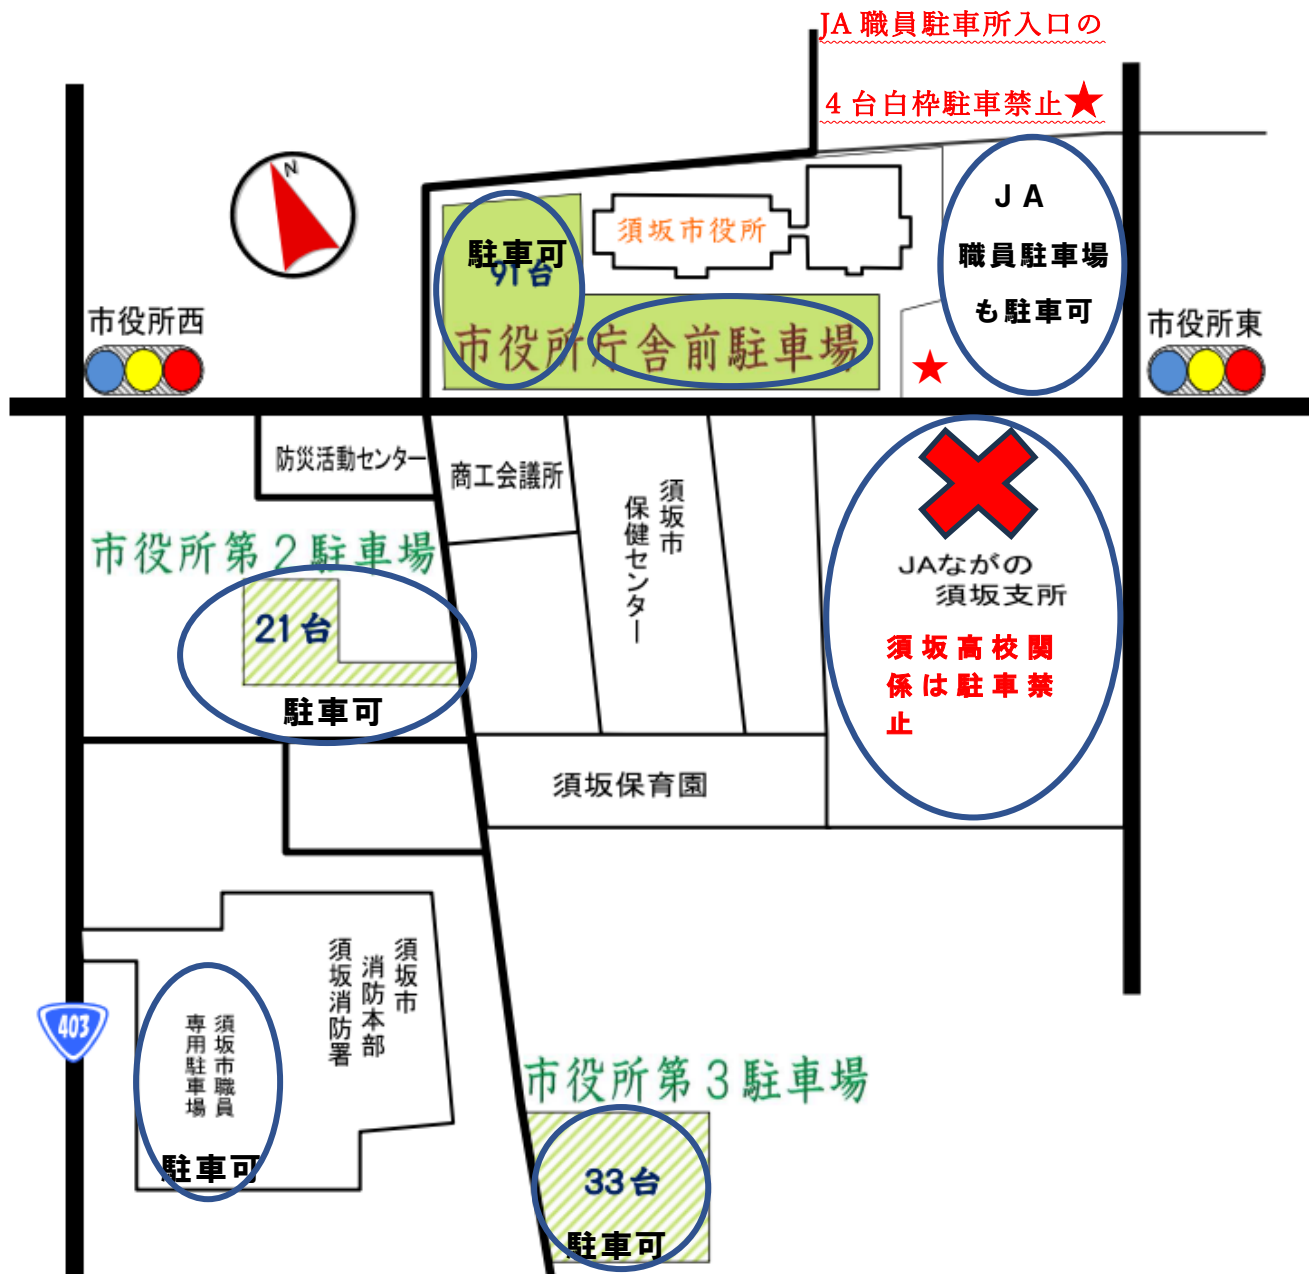 JA 職員駐車所入口の
4 台白枠駐車禁止★
N
須坂市役所
J A
職員駐車場
も駐車可
駐車可
91台
市役所庁舎前駐車場
市役所西
市役所東
★
防災活動センター
商工会議所
須坂市
保健センター
JAながの
須坂支所
須坂高校関
係は駐車禁
止
市役所第2駐車場
21台
駐車可
須坂保育園
須坂市
消防本部
須坂消防署
403
須坂市職員
専用駐車場
駐車可
市役所第3駐車場
33台
駐車可